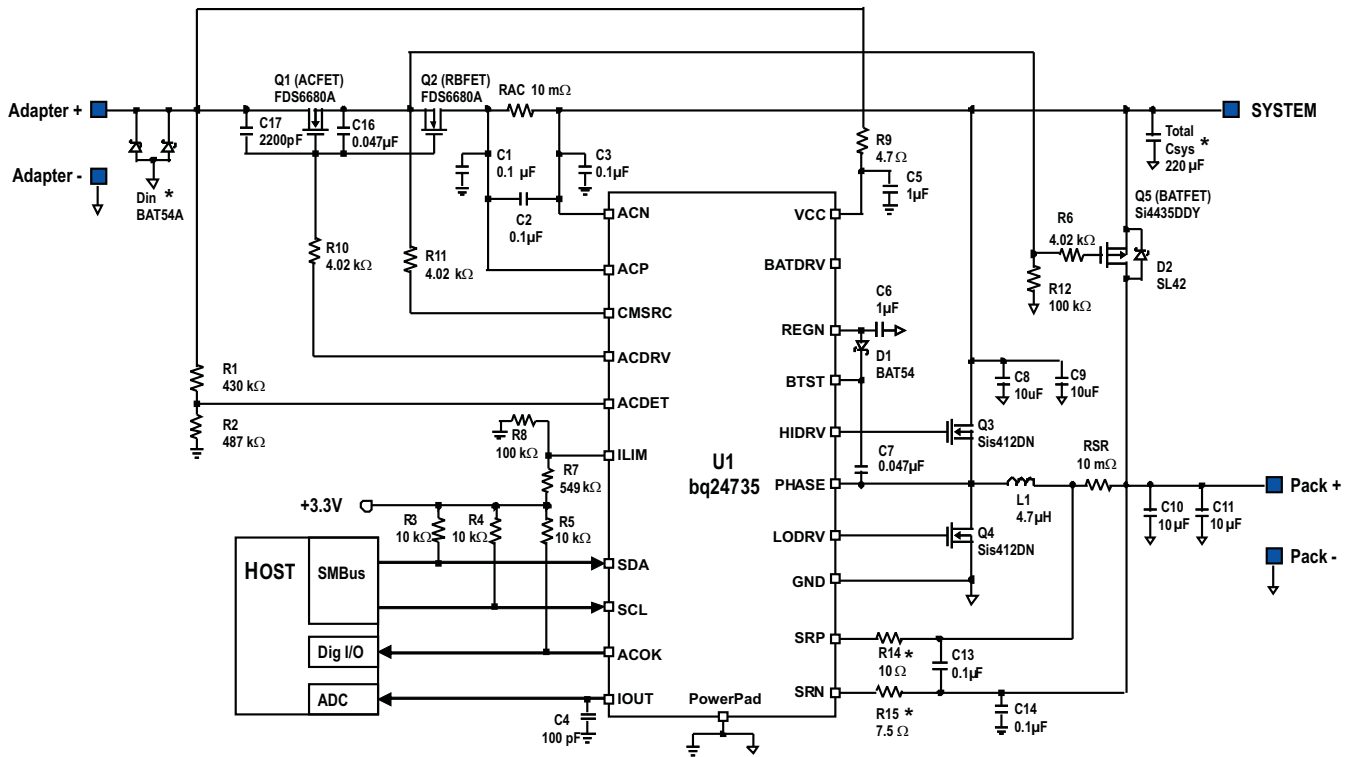 Adapter +
Adapter -
Din *
BAT54A
C17
2200pF
Q1 (ACFET)
FDS6680A
C16
0.047µF
Q2 (RBFET)
FDS6680A
RAC 10 mΩ
C1
0.1 µF
C2
0.1µF
C3
0.1µF
R10
4.02 kΩ
R11
4.02 kΩ
R1
430 kΩ
R2
487 kΩ
R8
100 kΩ
R7
549 kΩ
+3.3V
R3
10 kΩ
R4
10 kΩ
R5
10 kΩ
HOST
SMBus
Dig I/O
ADC
C4
100 pF
ACN
ACP
CMSRC
ACDRV
ACDET
ILIM
SDA
SCL
ACOK
IOUT
U1
bq24735
PowerPad
VCC
BATDRV
REGN
BTST
HIDRV
PHASE
LODRV
GND
SRP
SRN
R9
4.7 Ω
C5
1µF
C6
1µF
D1
BAT54
C7
0.047µF
SYSTEM
Total
Csys *
220 µF
Q5 (BATFET)
Si4435DDY
R6
4.02 kΩ
R12
100 kΩ
D2
SL42
C8
10uF
C9
10uF
Q3
Sis412DN
RSR
10 mΩ
L1
4.7µH
Q4
Sis412DN
C10
10 µF
C11
10 µF
Pack +
Pack -
R14 *
10 Ω
C13
0.1µF
R15 *
7.5 Ω
C14
0.1µF